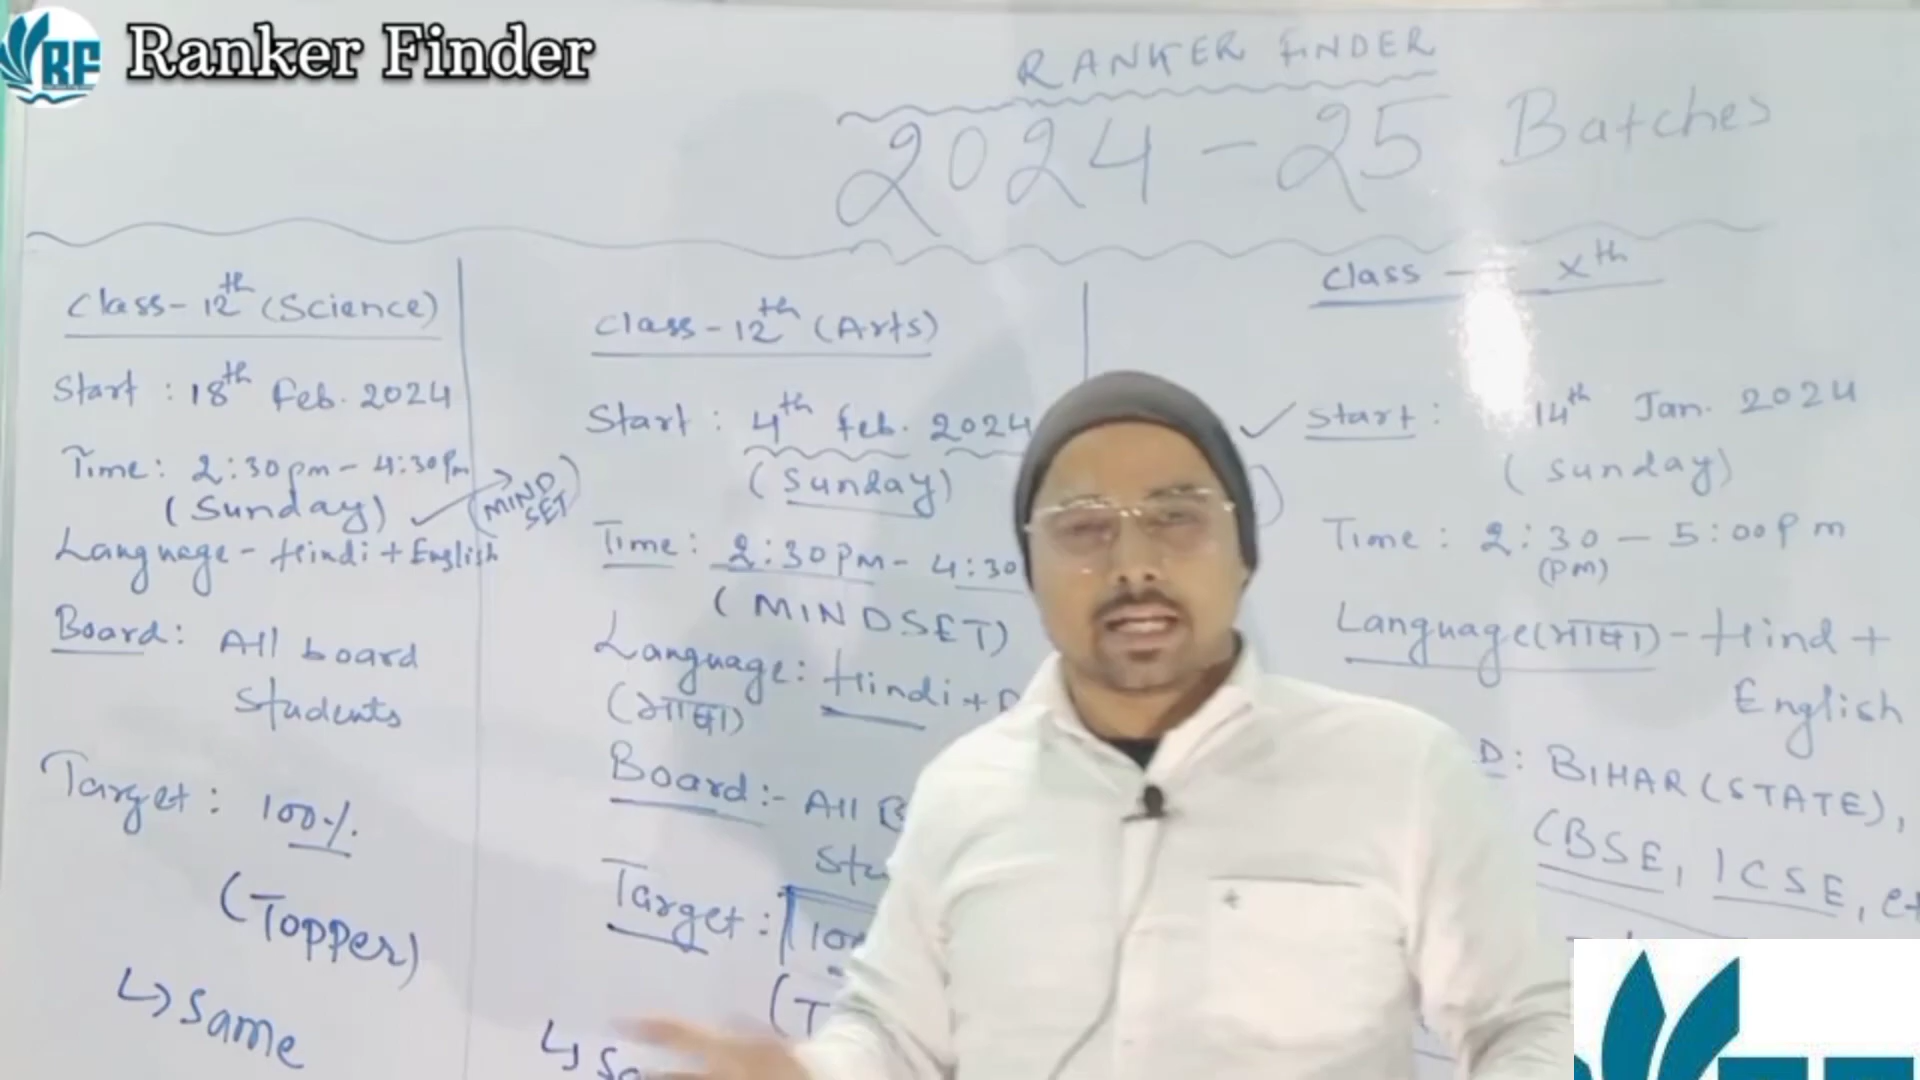 RF Ranker Finder
RANKER FINDER
2024-25 Batches
Class-12th (Science)
Start : 18th Feb. 2024
Time: 2:30pm - 4:30Pm
(Sunday)
(MIND SET)
Language - Hindi + English
Board: All board
Students
Target: 100%
(Topper)
↳ Same
Class-12th (Arts)
Start : 4th Feb. 2024
(Sunday)
Time: 2:30pm - 4:30
(MINDSET)
Language: Hindi +
(भाषा)
Board:- All
Target:
Class - Xth
✓ Start : 14th Jan. 2024
(Sunday)
Time : 2:30 - 5:00Pm
(Pm)
Language(भाषा) - Hind +
English
D: BIHAR (STATE),
CBSE, ICSE,